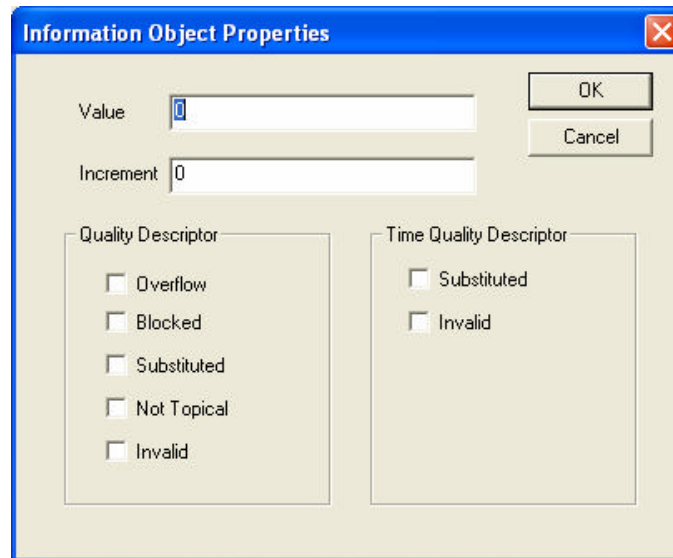 Information Object Properties
Value 0
OK
Cancel
Increment 0
Quality Descriptor
Overflow
Blocked
Substituted
Not Topical
Invalid
Time Quality Descriptor
Substituted
Invalid